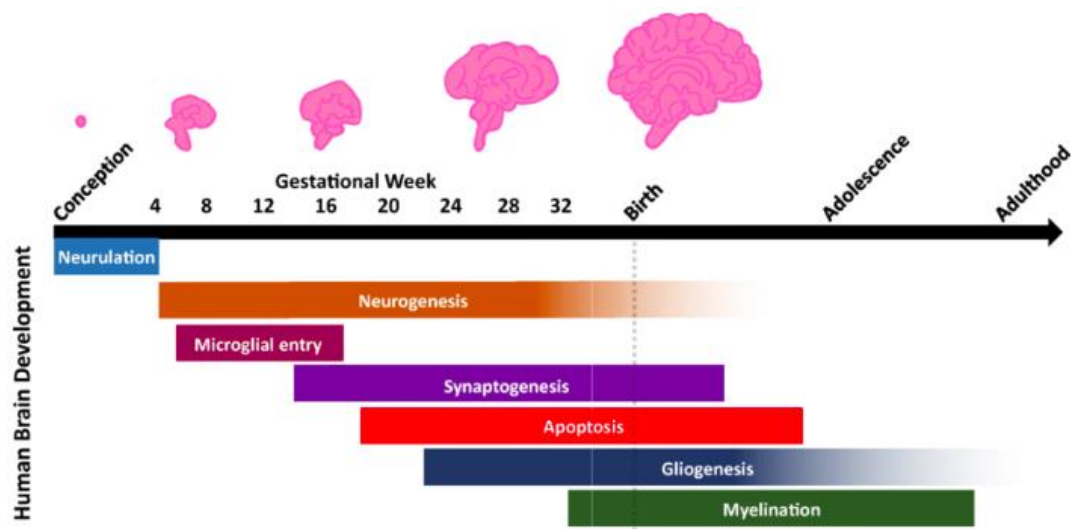 Conception
Gestational Week
4 8 12 16 20 24 28 32
Birth
Adolescence
Adulthood
Human Brain Development
Neurulation
Neurogenesis
Microglial entry
Synaptogenesis
Apoptosis
Gliogenesis
Myelination